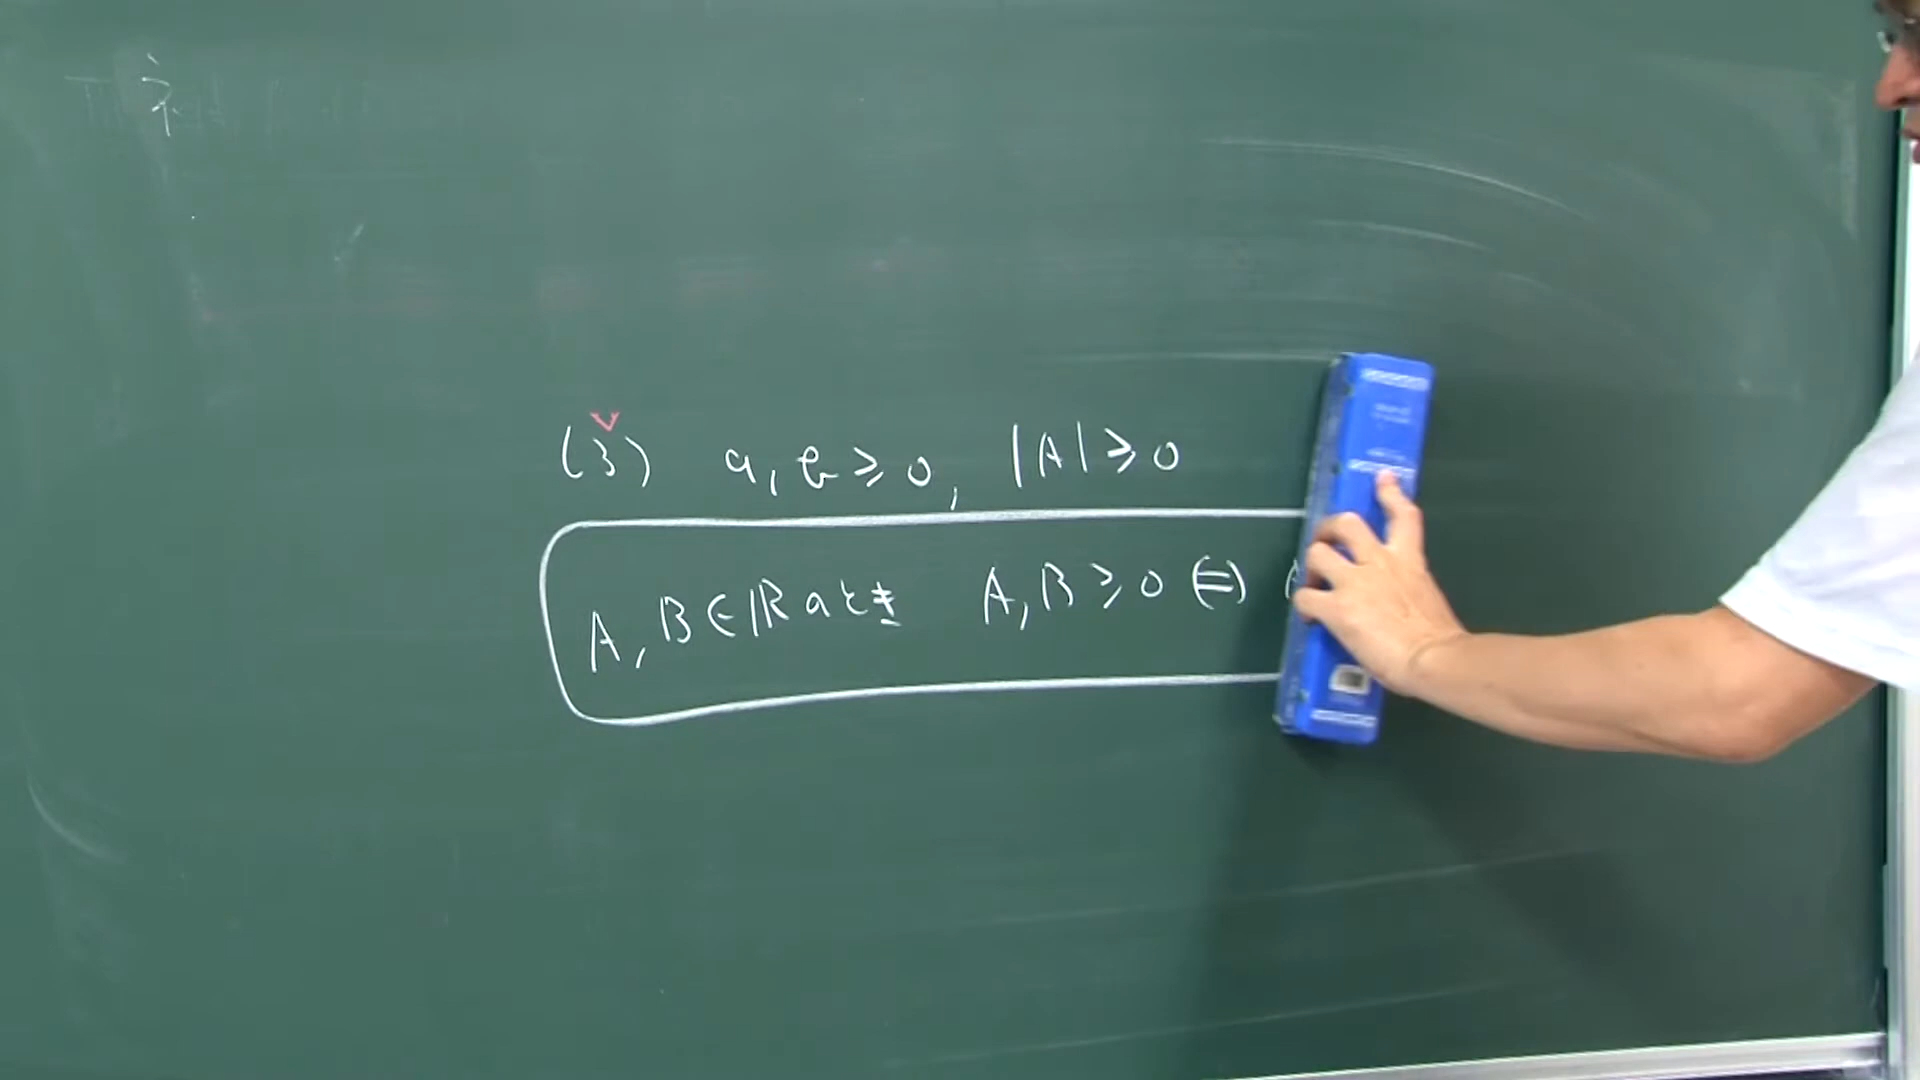 (3) a, b ≧ 0, |A| ≧ 0
A, B ∈ ℝ のとき A, B ≧ 0 ⇔